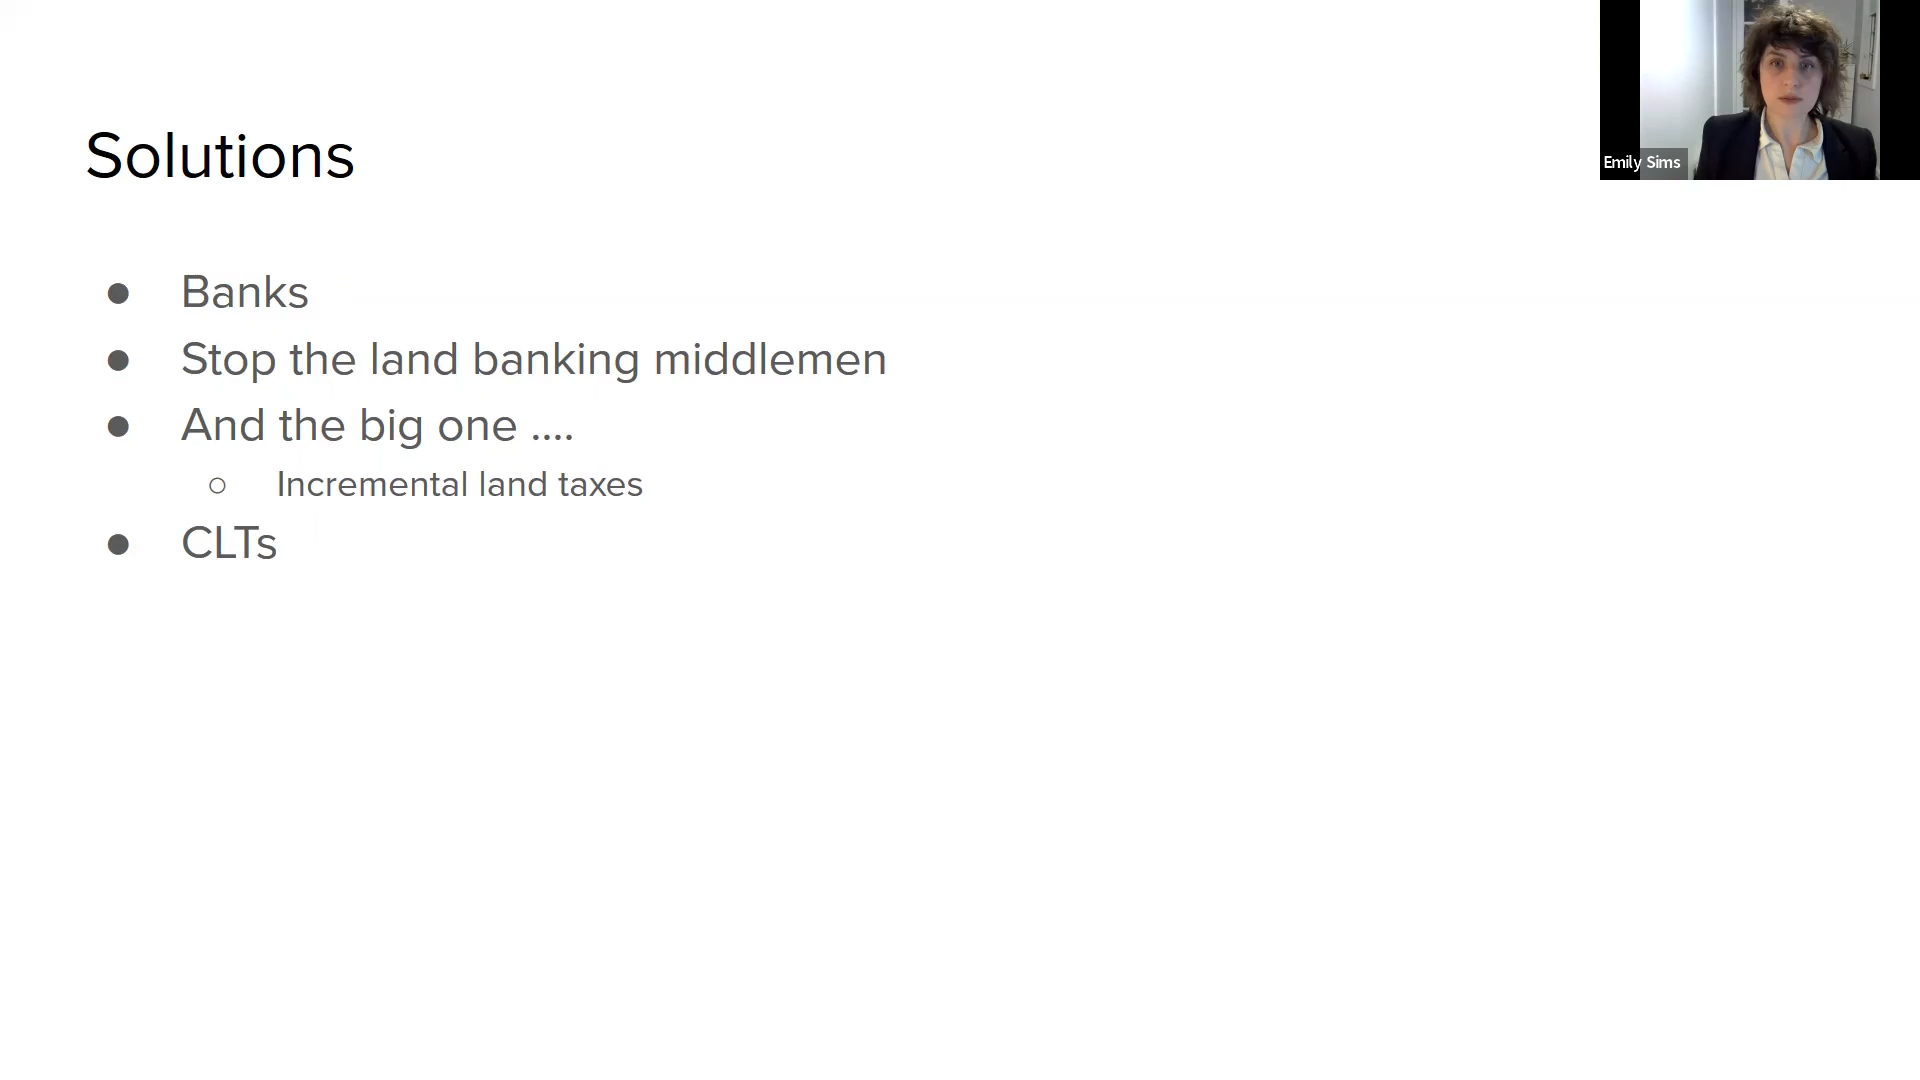 Solutions
● Banks
● Stop the land banking middlemen
● And the big one ....
○ Incremental land taxes
● CLTs
Emily Sims